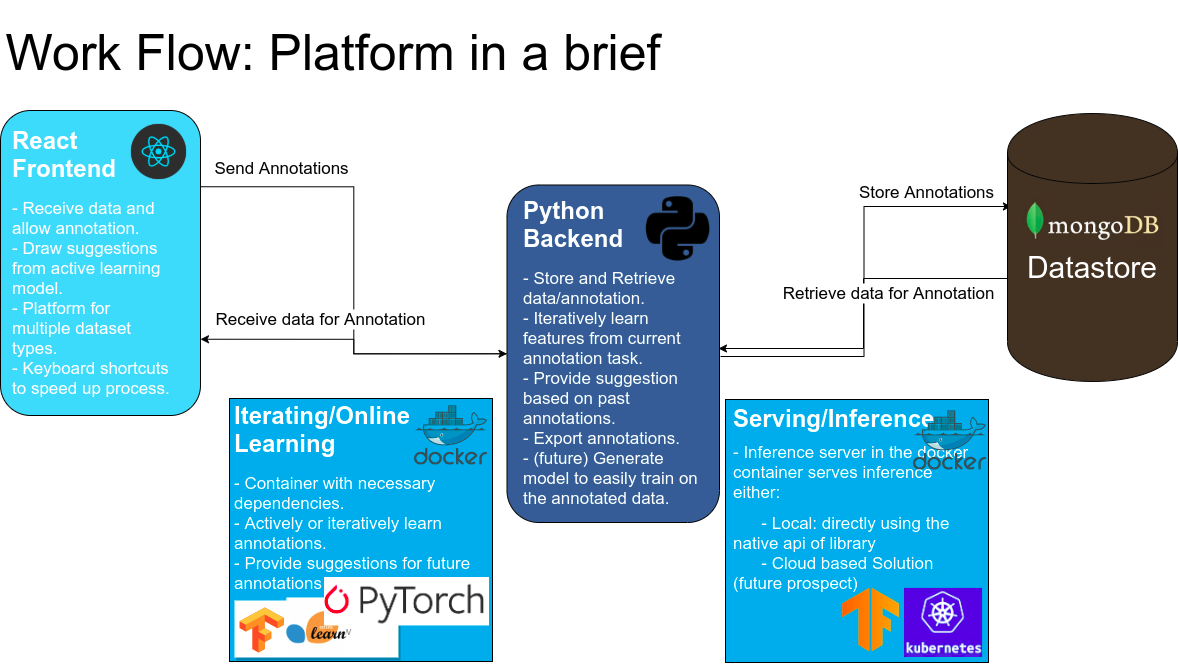 Work Flow: Platform in a brief
React
Frontend
- Receive data and
allow annotation.
- Draw suggestions
from active learning
model.
- Platform for
multiple dataset
types.
- Keyboard shortcuts
to speed up process.
Send Annotations
Receive data for Annotation
Python
Backend
- Store and Retrieve
data/annotation.
- Iteratively learn
features from current
annotation task.
- Provide suggestion
based on past
annotations.
- Export annotations.
- (future) Generate
model to easily train on
the annotated data.
Store Annotations
Retrieve data for Annotation
mongoDB
Datastore
Iterating/Online
Learning
docker
- Container with necessary
dependencies.
- Actively or iteratively learn
annotations.
- Provide suggestions for future
annotations
PyTorch
learn
Serving/Inference
docker
- Inference server in the docker
container serves inference
either:
- Local: directly using the
native api of library
- Cloud based Solution
(future prospect)
kubernetes